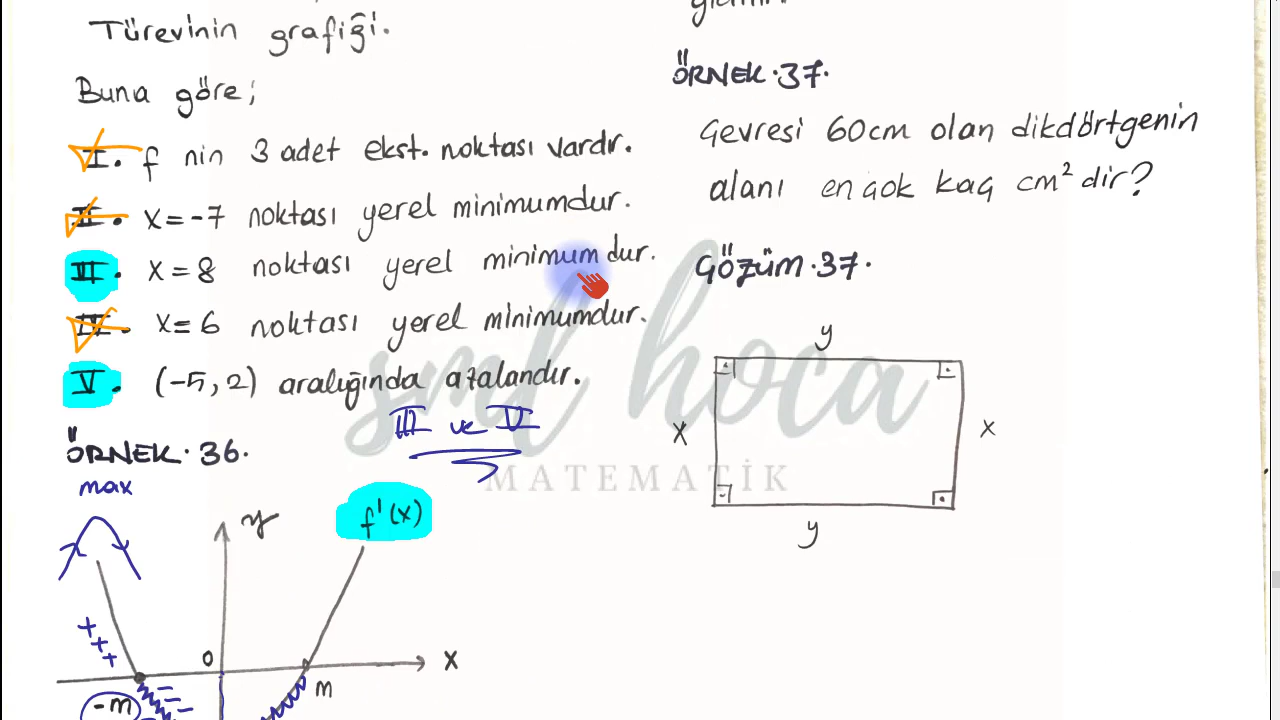 Türevinin grafiği.
Buna göre;
I. f nin 3 adet ekst. noktası vardır.
II. x=-7 noktası yerel minimumdur.
III. x=8 noktası yerel minimumdur.
IV. x=6 noktası yerel minimumdur.
V. (-5,2) aralığında azalandır.
III ve V
ÖRNEK·36.
max
y
f'(x)
+++
0
x
m
-m
ÖRNEK·37.
Çevresi 60cm olan dikdörtgenin
alanı en çok kaç cm² dir?
Çözüm·37.
y
x
x
y
sml hoca
MATEMATİK